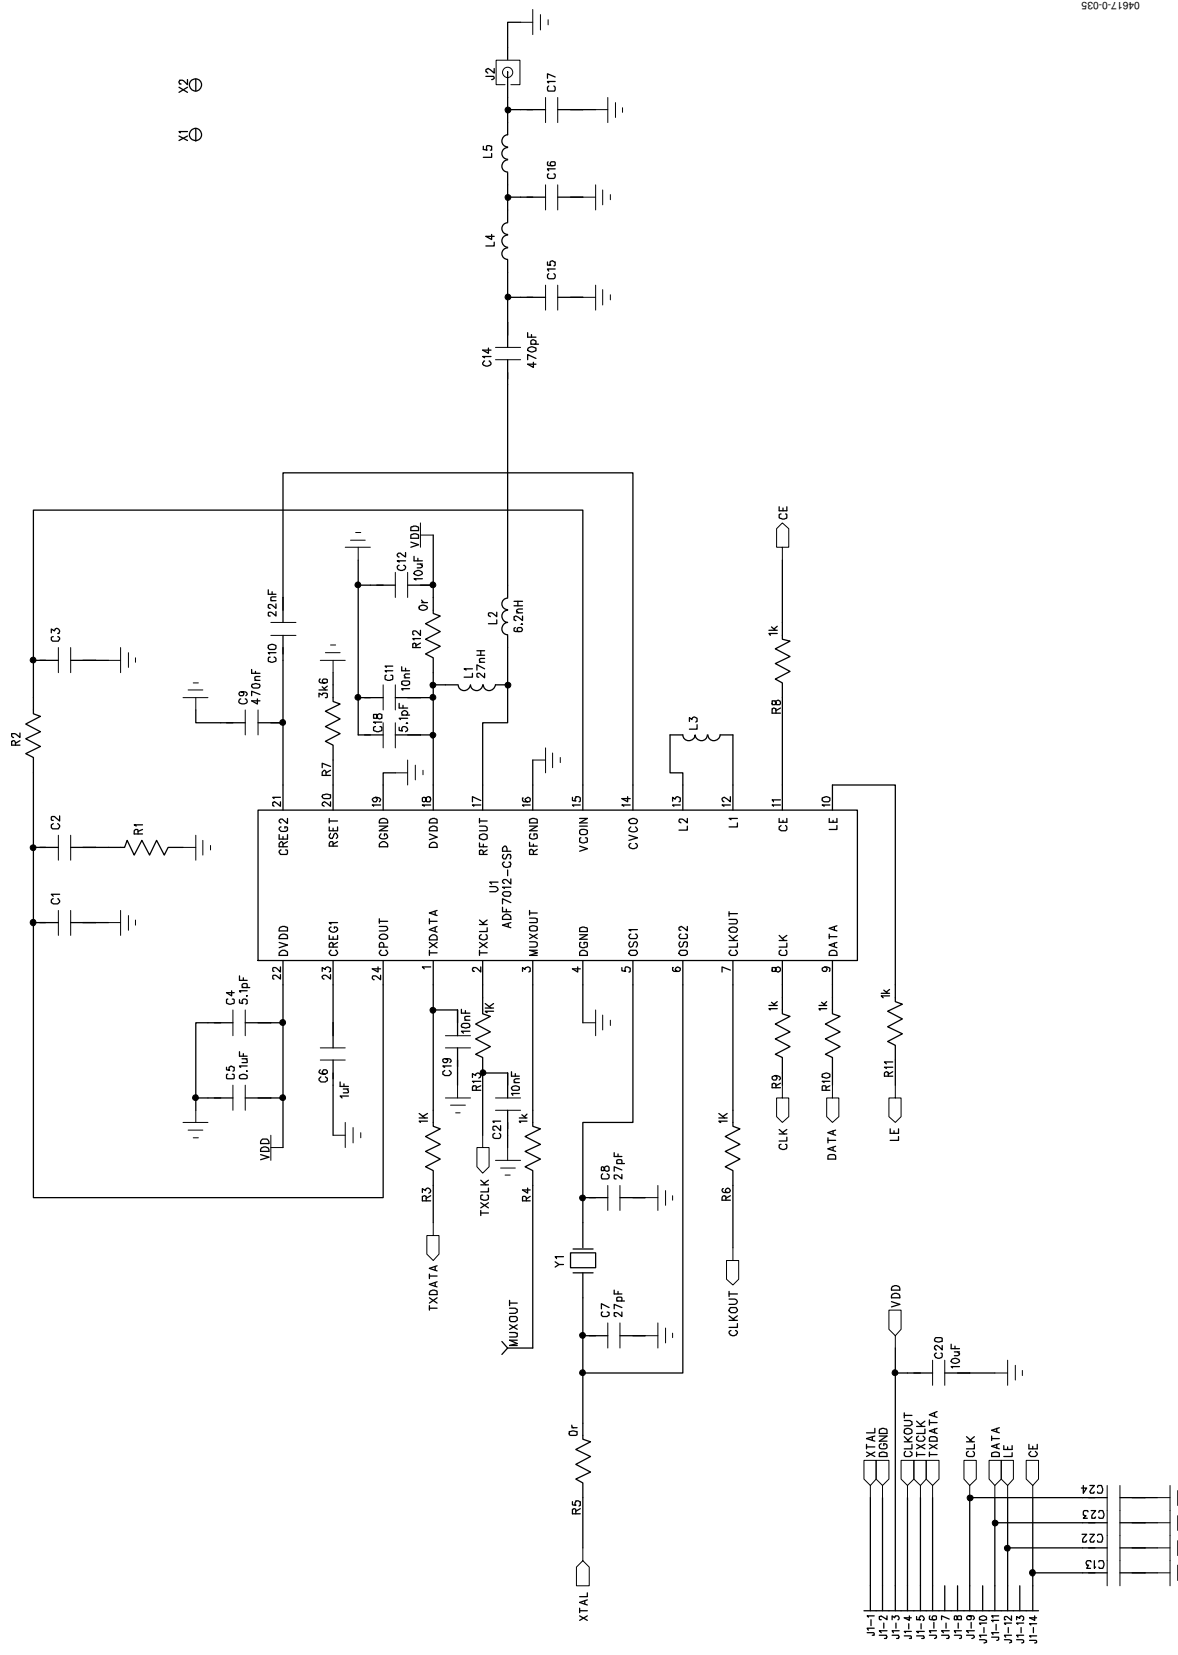 04617-0-035
X2
X1
J2
C17
L5
C16
L4
C15
C14
470pF
R2
C3
C2
R1
C1
C9
470nF
C10
22nF
R7
3k6
C12
10uF
VDD
R12
0r
C11
10nF
C18
5.1pF
L1
27nH
L2
6.2nH
L3
R8
1k
CE
21
20
19
18
17
16
15
14
13
12
11
10
CREG2
RSET
DGND
DVDD
RFOUT
RFGND
VCOIN
CVCO
L2
L1
CE
LE
U1
ADF7012-CSP
DVDD
CREG1
CPOUT
TXDATA
TXCLK
MUXOUT
DGND
OSC1
OSC2
CLKOUT
CLK
DATA
22
23
24
1
2
3
4
5
6
7
8
9
C4
5.1pF
C5
0.1uF
VDD
C6
1uF
C19
10nF
R3
1K
TXDATA
R13
1K
C21
10nF
TXCLK
R4
1k
MUXOUT
C8
27pF
Y1
C7
27pF
R5
0r
XTAL
R6
1K
CLKOUT
R9
1k
CLK
R10
1k
DATA
R11
1k
LE
VDD
C20
10uF
XTAL
DGND
CLKOUT
TXCLK
TXDATA
CLK
DATA
LE
CE
C24
C23
C22
C13
J1-1
J1-2
J1-3
J1-4
J1-5
J1-6
J1-7
J1-8
J1-9
J1-10
J1-11
J1-12
J1-13
J1-14